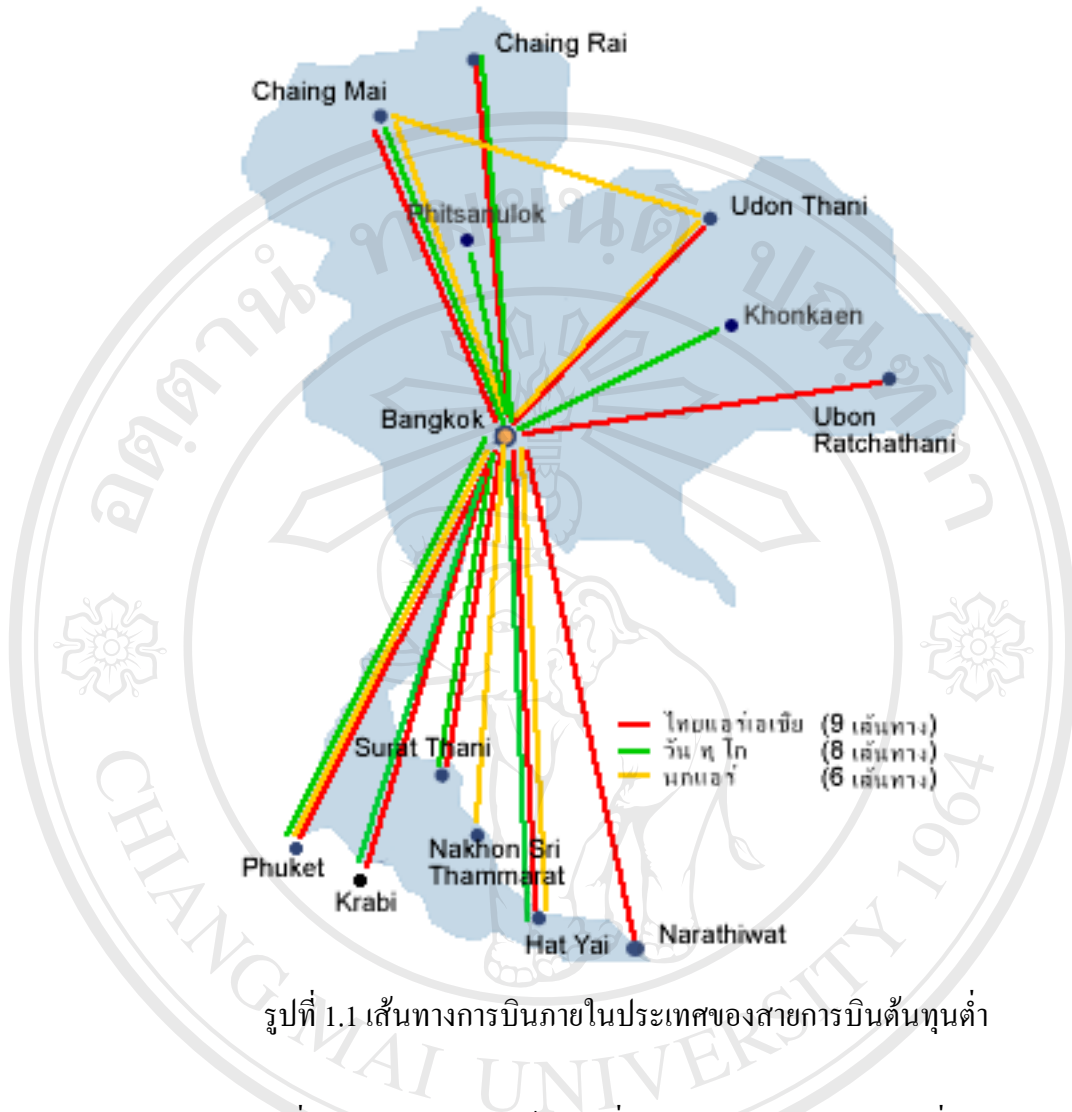 Chaing Rai
Chaing Mai
Phitsanulok
Udon Thani
Khonkaen
Bangkok
Ubon
Ratchathani
ไทยแอร์เอเชีย (9 เส้นทาง)
วัน ทู โก (8 เส้นทาง)
นกแอร์ (6 เส้นทาง)
Surat Thani
Nakhon Sri
Thammarat
Phuket
Krabi
Hat Yai
Narathiwat
CHIANG MAI UNIVERSITY 1964
รูปที่ 1.1 เส้นทางการบินภายในประเทศของสายการบินต้นทุนต่ำ